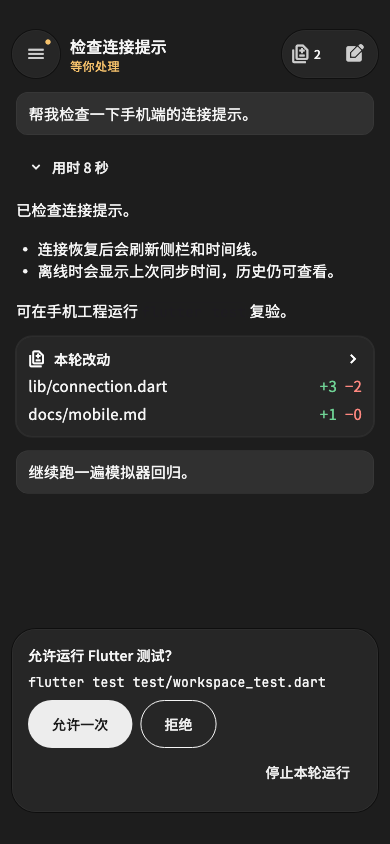 检查连接提示
等你处理
2
帮我检查一下手机端的连接提示。
用时 8 秒
已检查连接提示。
• 连接恢复后会刷新侧栏和时间线。
• 离线时会显示上次同步时间，历史仍可查看。
可在手机工程运行 复验。
本轮改动
lib/connection.dart +3 −2
docs/mobile.md +1 −0
继续跑一遍模拟器回归。
允许运行 Flutter 测试？
flutter test test/workspace_test.dart
允许一次 拒绝
停止本轮运行